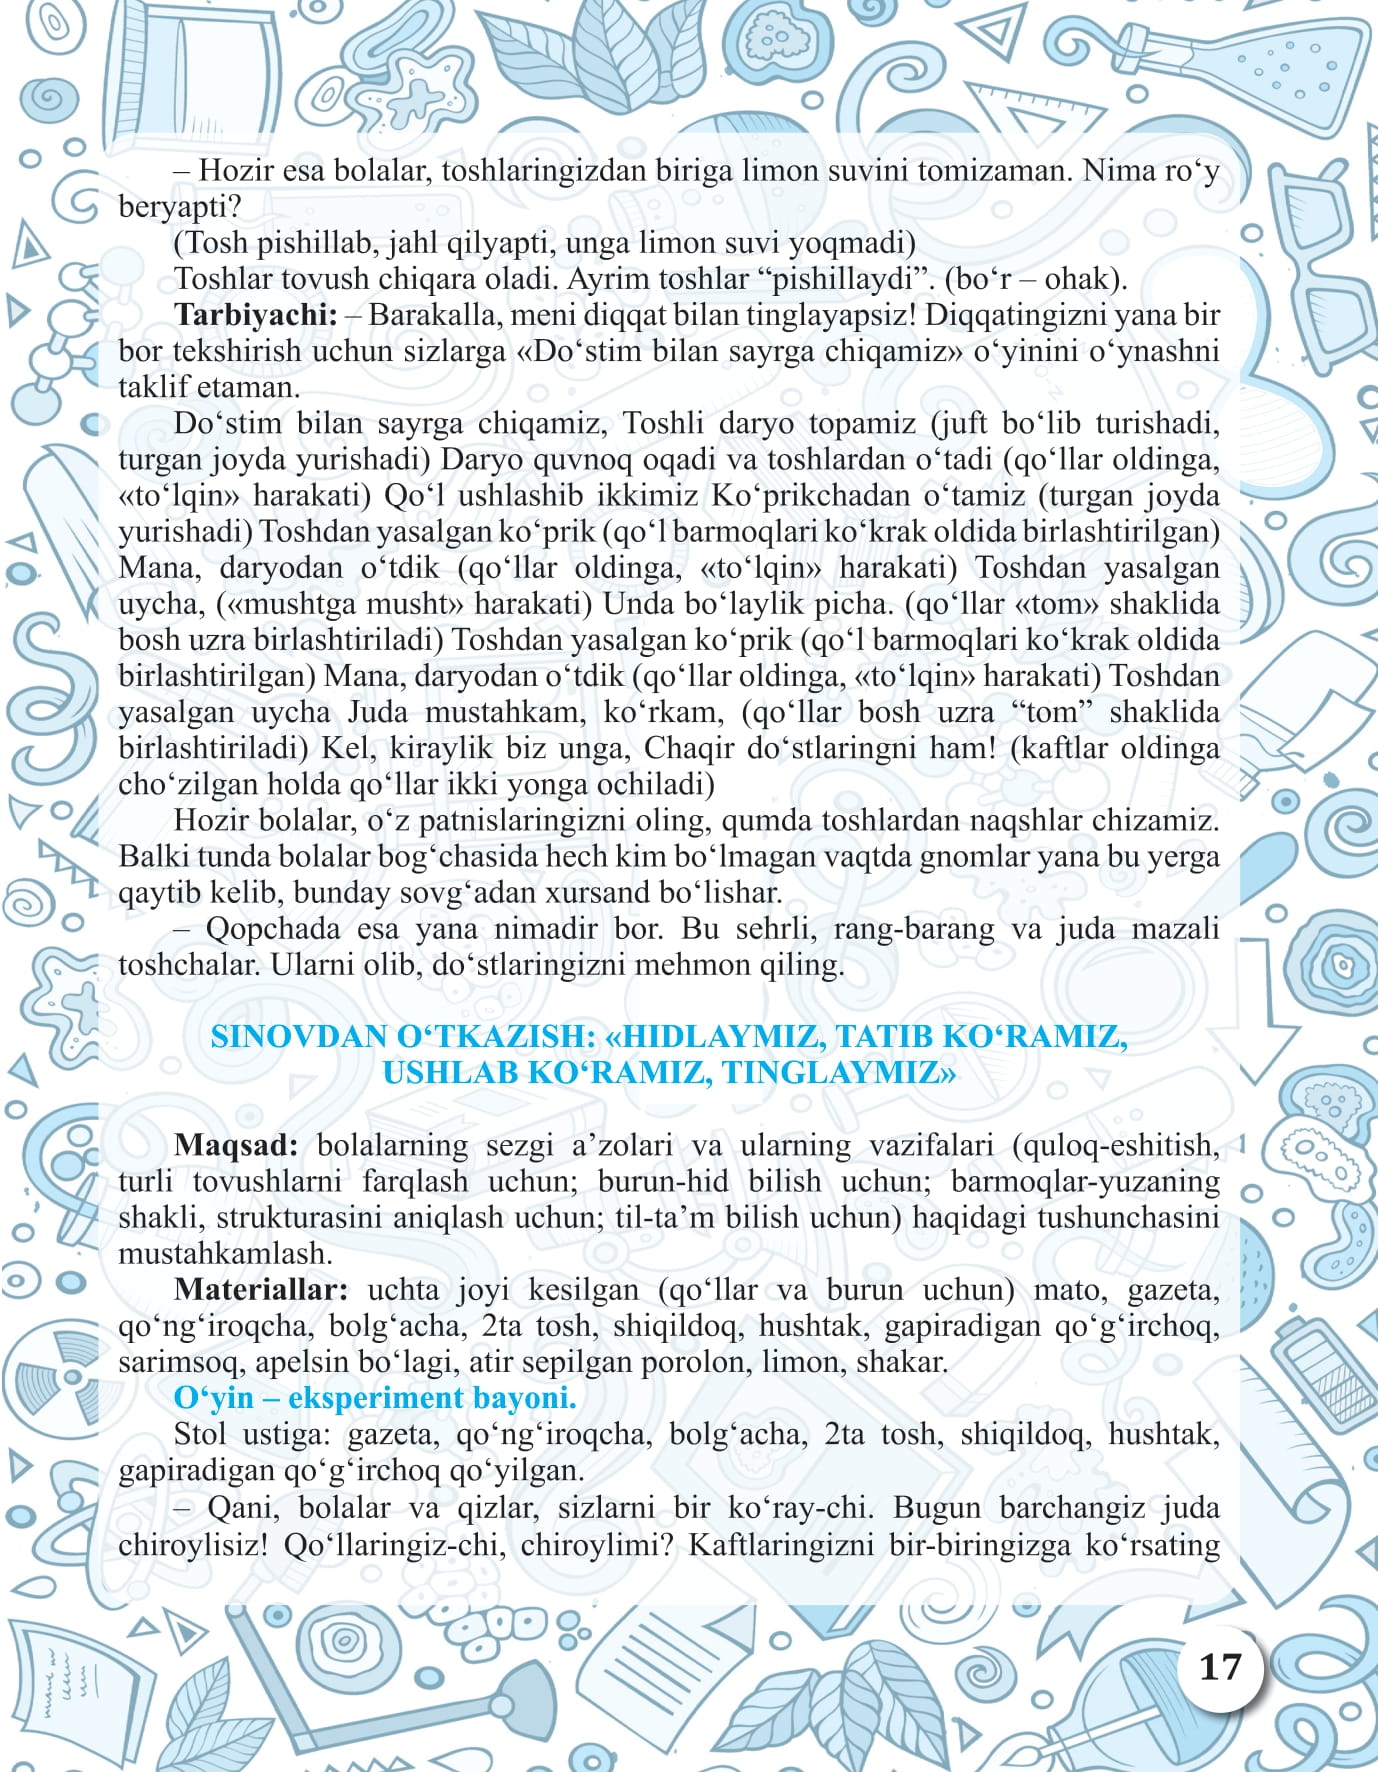 – Hozir esa bolalar, toshlaringizdan biriga limon suvini tomizaman. Nima ro‘y
beryapti?
(Tosh pishillab, jahl qilyapti, unga limon suvi yoqmadi)
Toshlar tovush chiqara oladi. Ayrim toshlar “pishillaydi”. (bo‘r – ohak).
Tarbiyachi: – Barakalla, meni diqqat bilan tinglayapsiz! Diqqatingizni yana bir
bor tekshirish uchun sizlarga «Do‘stim bilan sayrga chiqamiz» o‘yinini o‘ynashni
taklif etaman.
Do‘stim bilan sayrga chiqamiz, Toshli daryo topamiz (juft bo‘lib turishadi,
turgan joyda yurishadi) Daryo quvnoq oqadi va toshlardan o‘tadi (qo‘llar oldinga,
«to‘lqin» harakati) Qo‘l ushlashib ikkimiz Ko‘prikchadan o‘tamiz (turgan joyda
yurishadi) Toshdan yasalgan ko‘prik (qo‘l barmoqlari ko‘krak oldida birlashtirilgan)
Mana, daryodan o‘tdik (qo‘llar oldinga, «to‘lqin» harakati) Toshdan yasalgan
uycha, («mushtga musht» harakati) Unda bo‘laylik picha. (qo‘llar «tom» shaklida
bosh uzra birlashtiriladi) Toshdan yasalgan ko‘prik (qo‘l barmoqlari ko‘krak oldida
birlashtirilgan) Mana, daryodan o‘tdik (qo‘llar oldinga, «to‘lqin» harakati) Toshdan
yasalgan uycha Juda mustahkam, ko‘rkam, (qo‘llar bosh uzra “tom” shaklida
birlashtiriladi) Kel, kiraylik biz unga, Chaqir do‘stlaringni ham! (kaftlar oldinga
cho‘zilgan holda qo‘llar ikki yonga ochiladi)
Hozir bolalar, o‘z patnislaringizni oling, qumda toshlardan naqshlar chizamiz.
Balki tunda bolalar bog‘chasida hech kim bo‘lmagan vaqtda gnomlar yana bu yerga
qaytib kelib, bunday sovg‘adan xursand bo‘lishar.
– Qopchada esa yana nimadir bor. Bu sehrli, rang-barang va juda mazali
toshchalar. Ularni olib, do‘stlaringizni mehmon qiling.
SINOVDAN O‘TKAZISH: «HIDLAYMIZ, TATIB KO‘RAMIZ,
USHLAB KO‘RAMIZ, TINGLAYMIZ»
Maqsad: bolalarning sezgi a’zolari va ularning vazifalari (quloq-eshitish,
turli tovushlarni farqlash uchun; burun-hid bilish uchun; barmoqlar-yuzaning
shakli, strukturasini aniqlash uchun; til-ta’m bilish uchun) haqidagi tushunchasini
mustahkamlash.
Materiallar: uchta joyi kesilgan (qo‘llar va burun uchun) mato, gazeta,
qo‘ng‘iroqcha, bolg‘acha, 2ta tosh, shiqildoq, hushtak, gapiradigan qo‘g‘irchoq,
sarimsoq, apelsin bo‘lagi, atir sepilgan porolon, limon, shakar.
O‘yin – eksperiment bayoni.
Stol ustiga: gazeta, qo‘ng‘iroqcha, bolg‘acha, 2ta tosh, shiqildoq, hushtak,
gapiradigan qo‘g‘irchoq qo‘yilgan.
– Qani, bolalar va qizlar, sizlarni bir ko‘ray-chi. Bugun barchangiz juda
chiroylisiz! Qo‘llaringiz-chi, chiroylimi? Kaftlaringizni bir-biringizga ko‘rsating
17